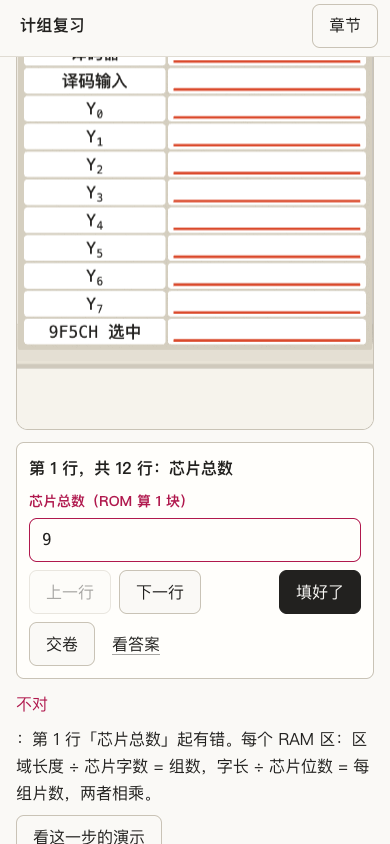 计组复习
章节
译码器
译码输入
Y₀
Y₁
Y₂
Y₃
Y₄
Y₅
Y₆
Y₇
9F5CH 选中
第 1 行，共 12 行：芯片总数
芯片总数（ROM 算 1 块）
9
上一行
下一行
填好了
交卷
看答案
不对
：第 1 行「芯片总数」起有错。每个 RAM 区：区
域长度 ÷ 芯片字数 = 组数，字长 ÷ 芯片位数 = 每
组片数，两者相乘。
看这一步的演示